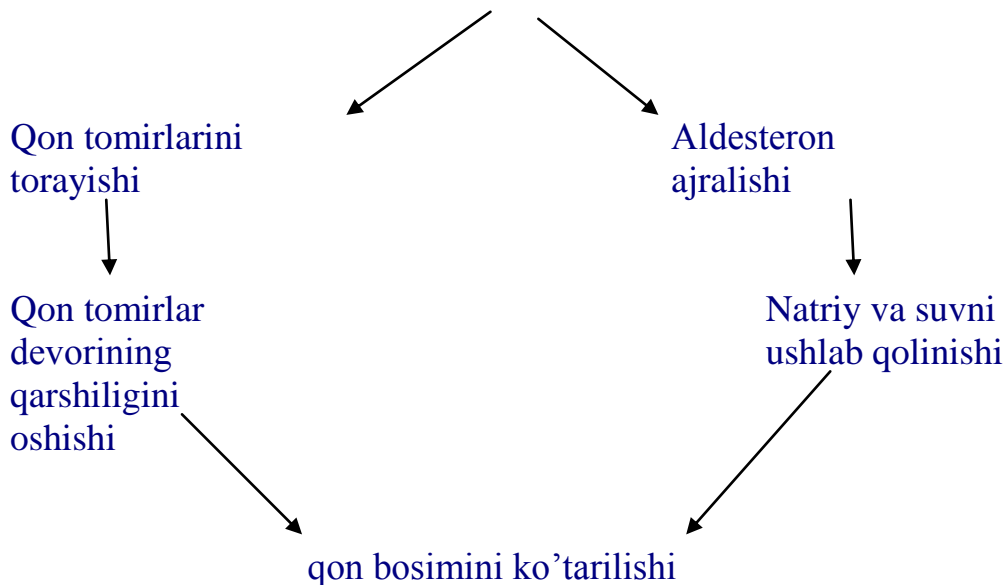 Qon tomirlarini
torayishi
Aldesteron
ajralishi
Qon tomirlar
devorining
qarshiligini
oshishi
Natriy va suvni
ushlab qolinishi
qon bosimini ko’tarilishi